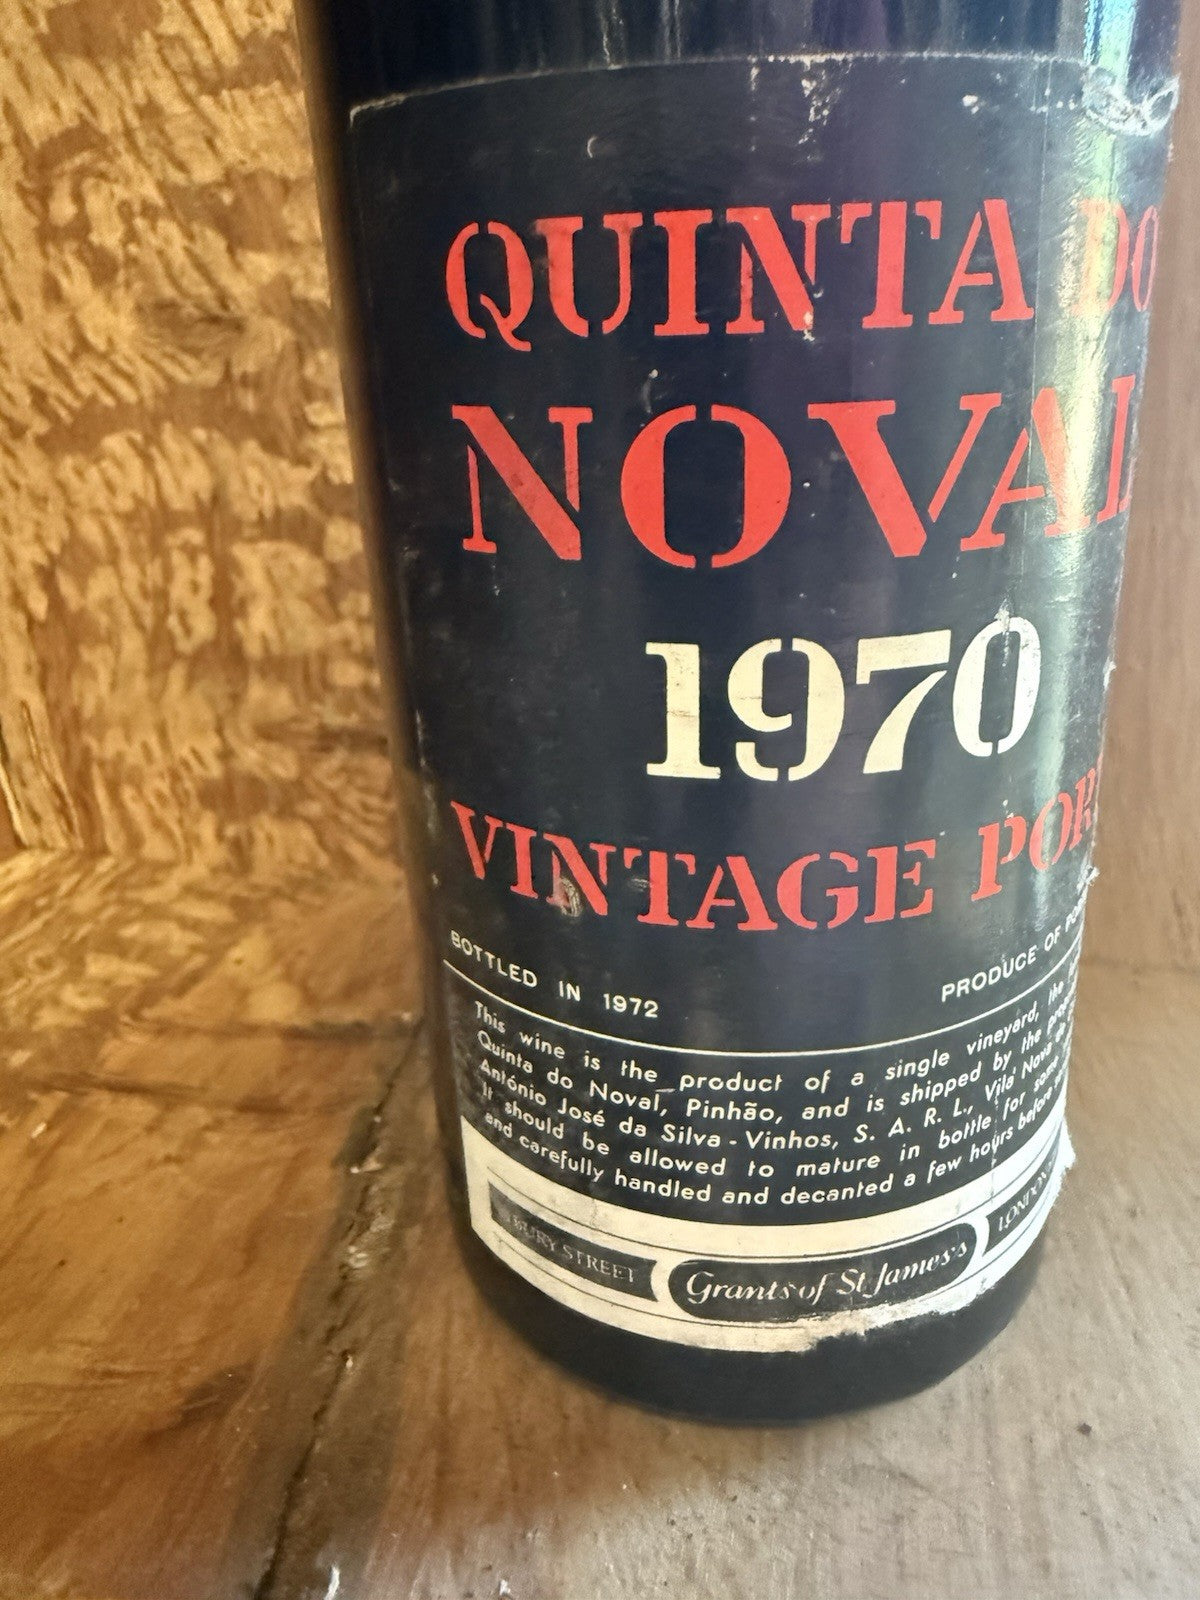 QUINTA DO
NOVAL
1970
VINTAGE POR
BOTTLED IN 1972
PRODUCE OF PO
This wine is the product of a single vineyard, the
Quinta do Noval, Pinhão, and is shipped by the
António José da Silva - Vinhos, S. A. R. L., Vila Nova de
It should be allowed to mature in bottle for some
and carefully handled and decanted a few hours before
BURY STREET
Grants of St James's
LONDON